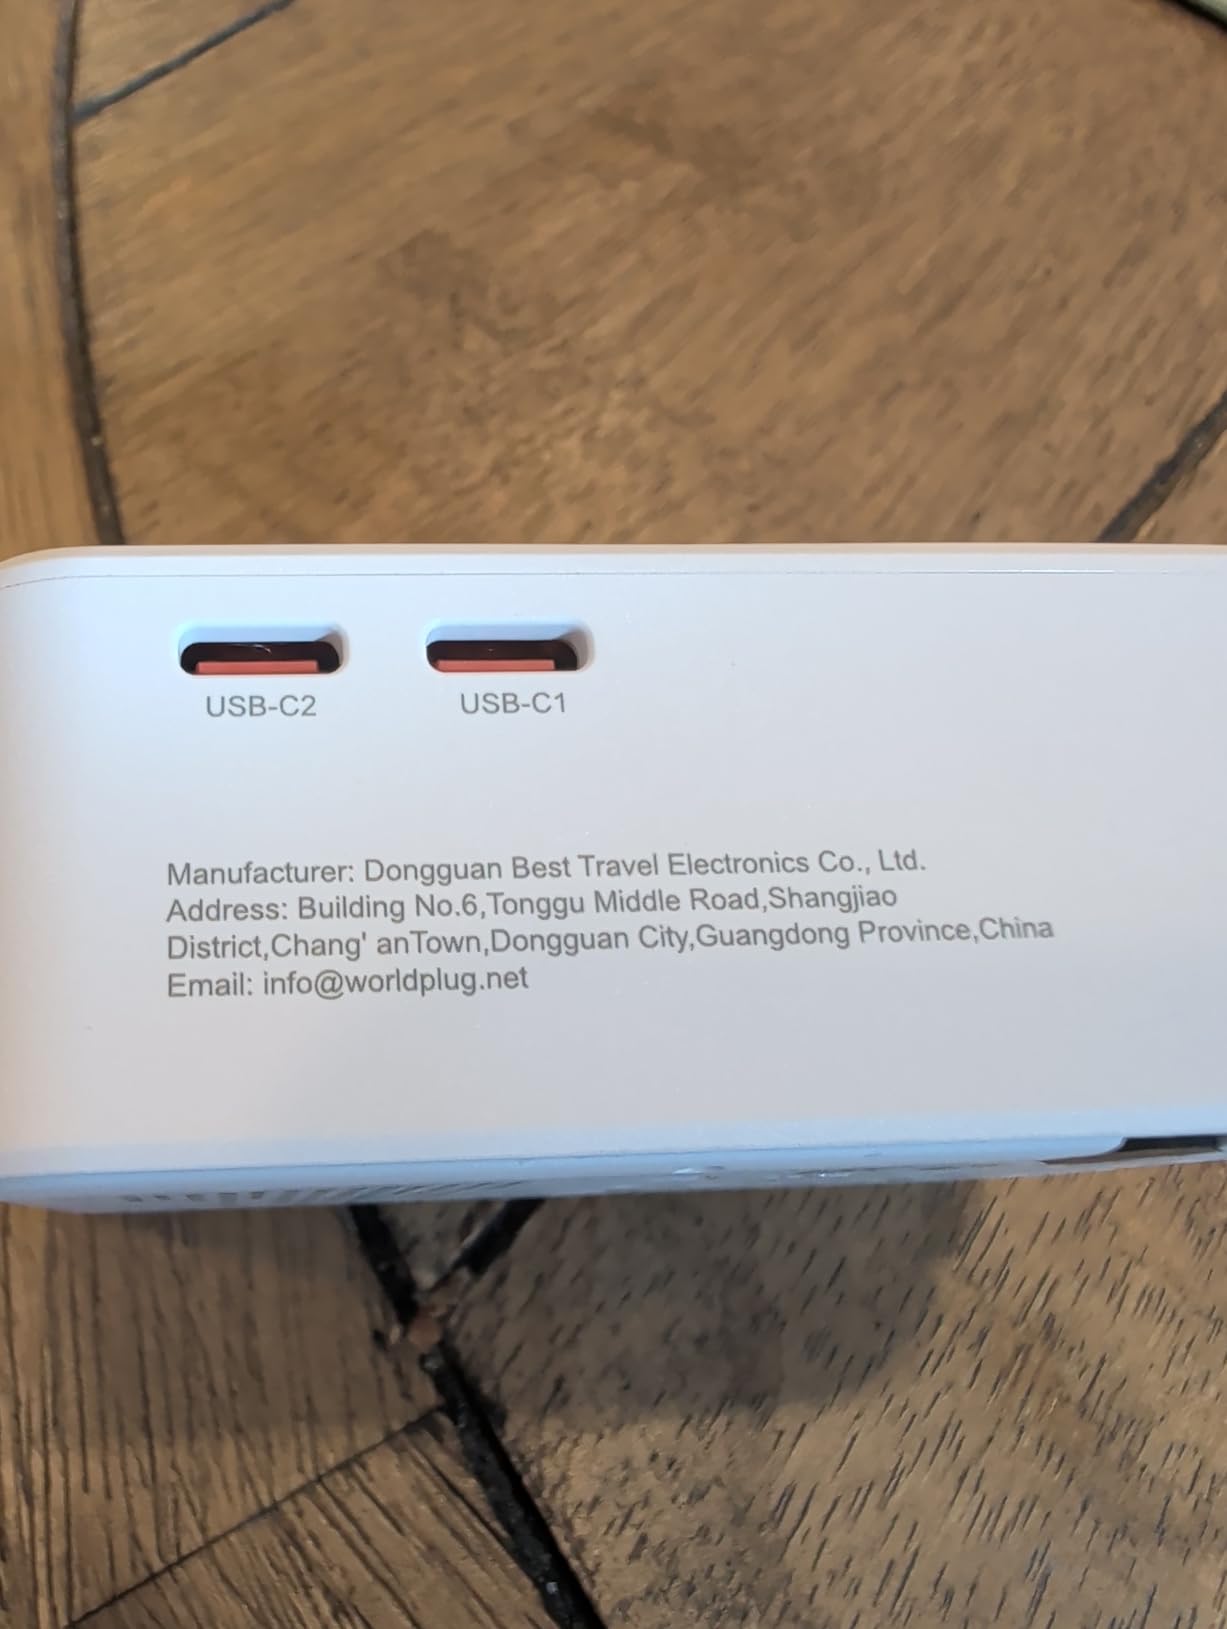 USB-C2 USB-C1
Manufacturer: Dongguan Best Travel Electronics Co., Ltd.
Address: Building No.6,Tonggu Middle Road,Shangjiao
District,Chang' anTown,Dongguan City,Guangdong Province,China
Email: info@worldplug.net